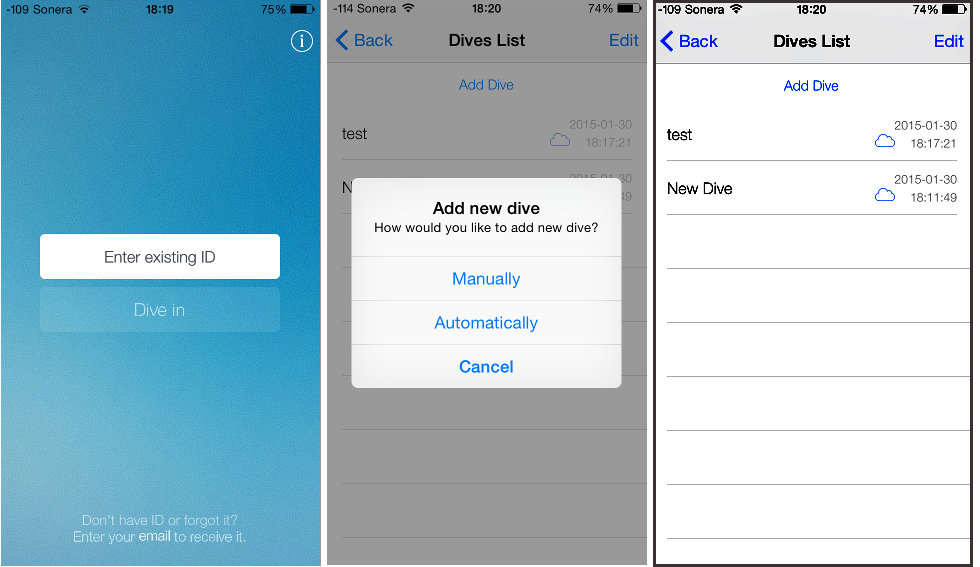 -109 Sonera 18:19 75%
Enter existing ID
Dive in
Don't have ID or forgot it?
Enter your email to receive it.
-114 Sonera 18:20 74%
Back Dives List Edit
Add Dive
2015-01-30
test
18:17:21
2015-01-30
N
49
Add new dive
How would you like to add new dive?
Manually
Automatically
Cancel
-109 Sonera 18:20 74%
Back Dives List Edit
Add Dive
2015-01-30
test
18:17:21
2015-01-30
New Dive
18:11:49